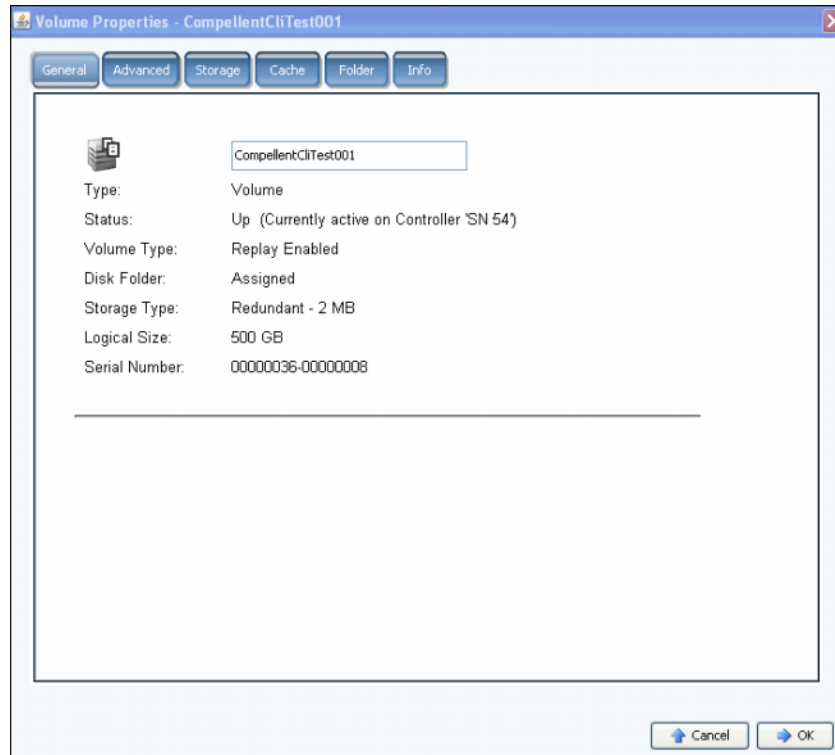 Volume Properties - CompellentCliTest001
General Advanced Storage Cache Folder Info
CompellentCliTest001
Type: Volume
Status: Up (Currently active on Controller 'SN 54')
Volume Type: Replay Enabled
Disk Folder: Assigned
Storage Type: Redundant - 2 MB
Logical Size: 500 GB
Serial Number: 00000036-00000008
Cancel OK